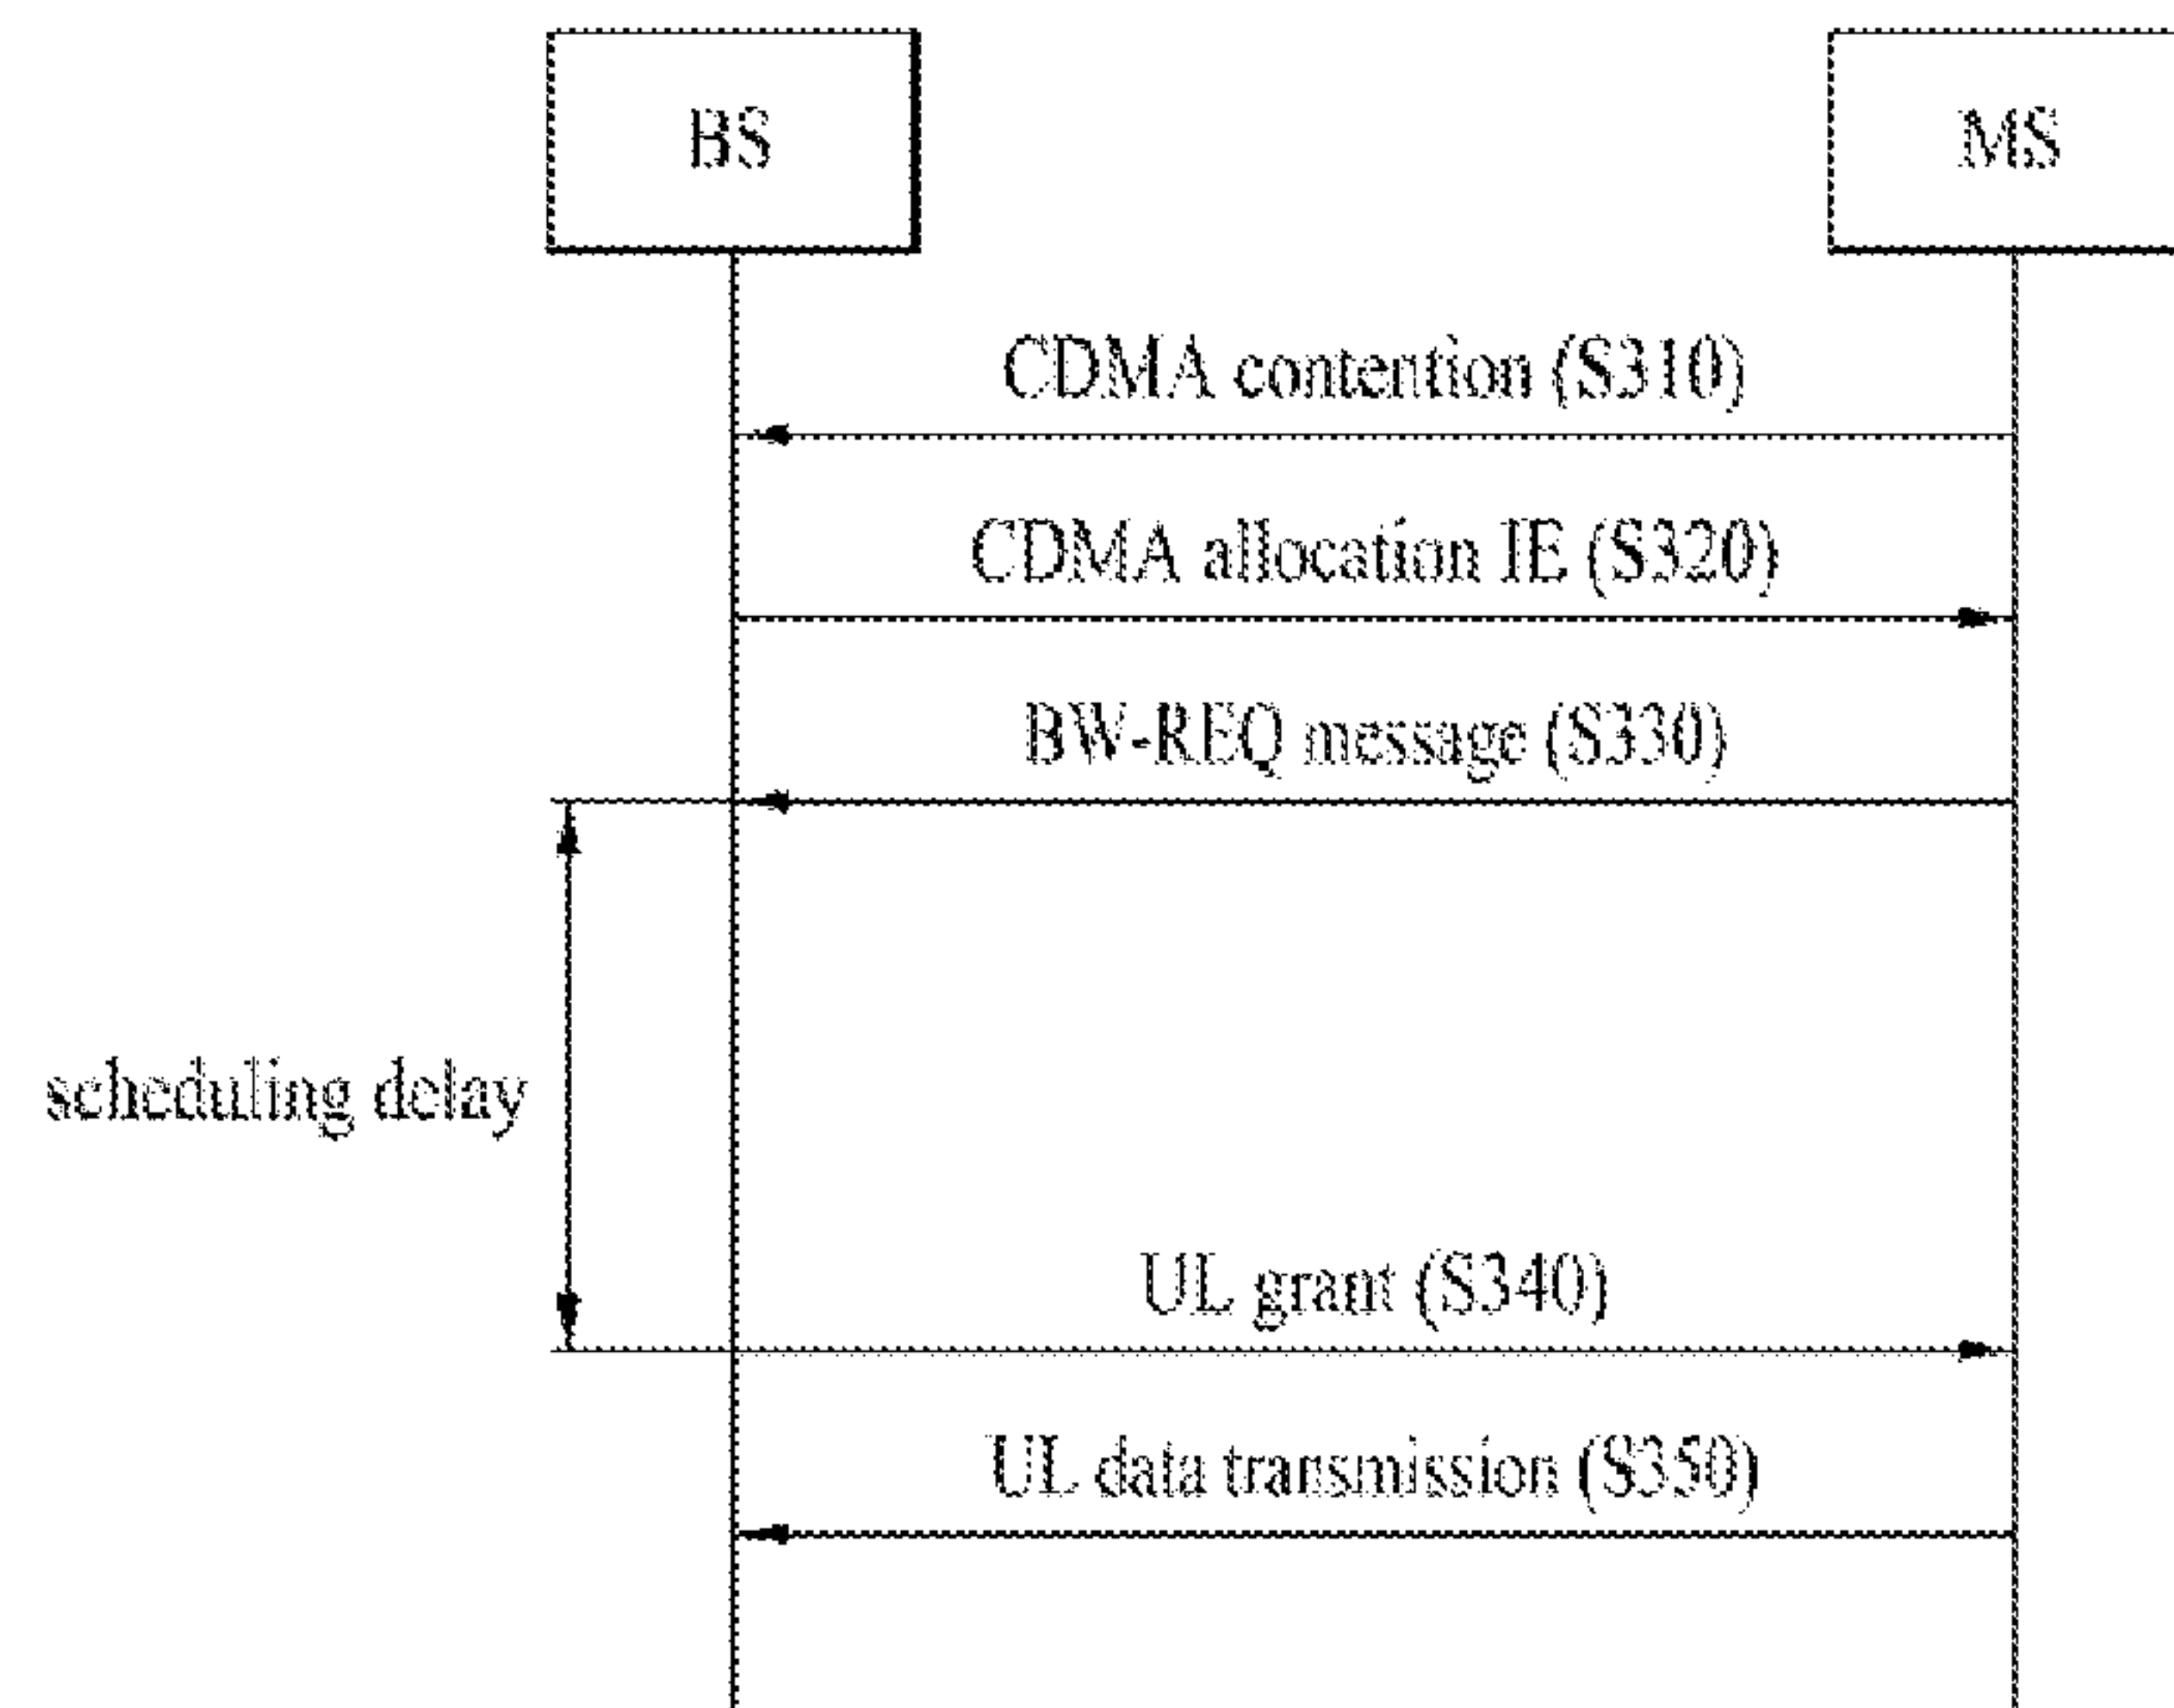 BS
MS
CDMA contention (S310)
CDMA allocation IE (S320)
BW-REQ message (S330)
scheduling delay
UL grant (S340)
UL data transmission (S350)